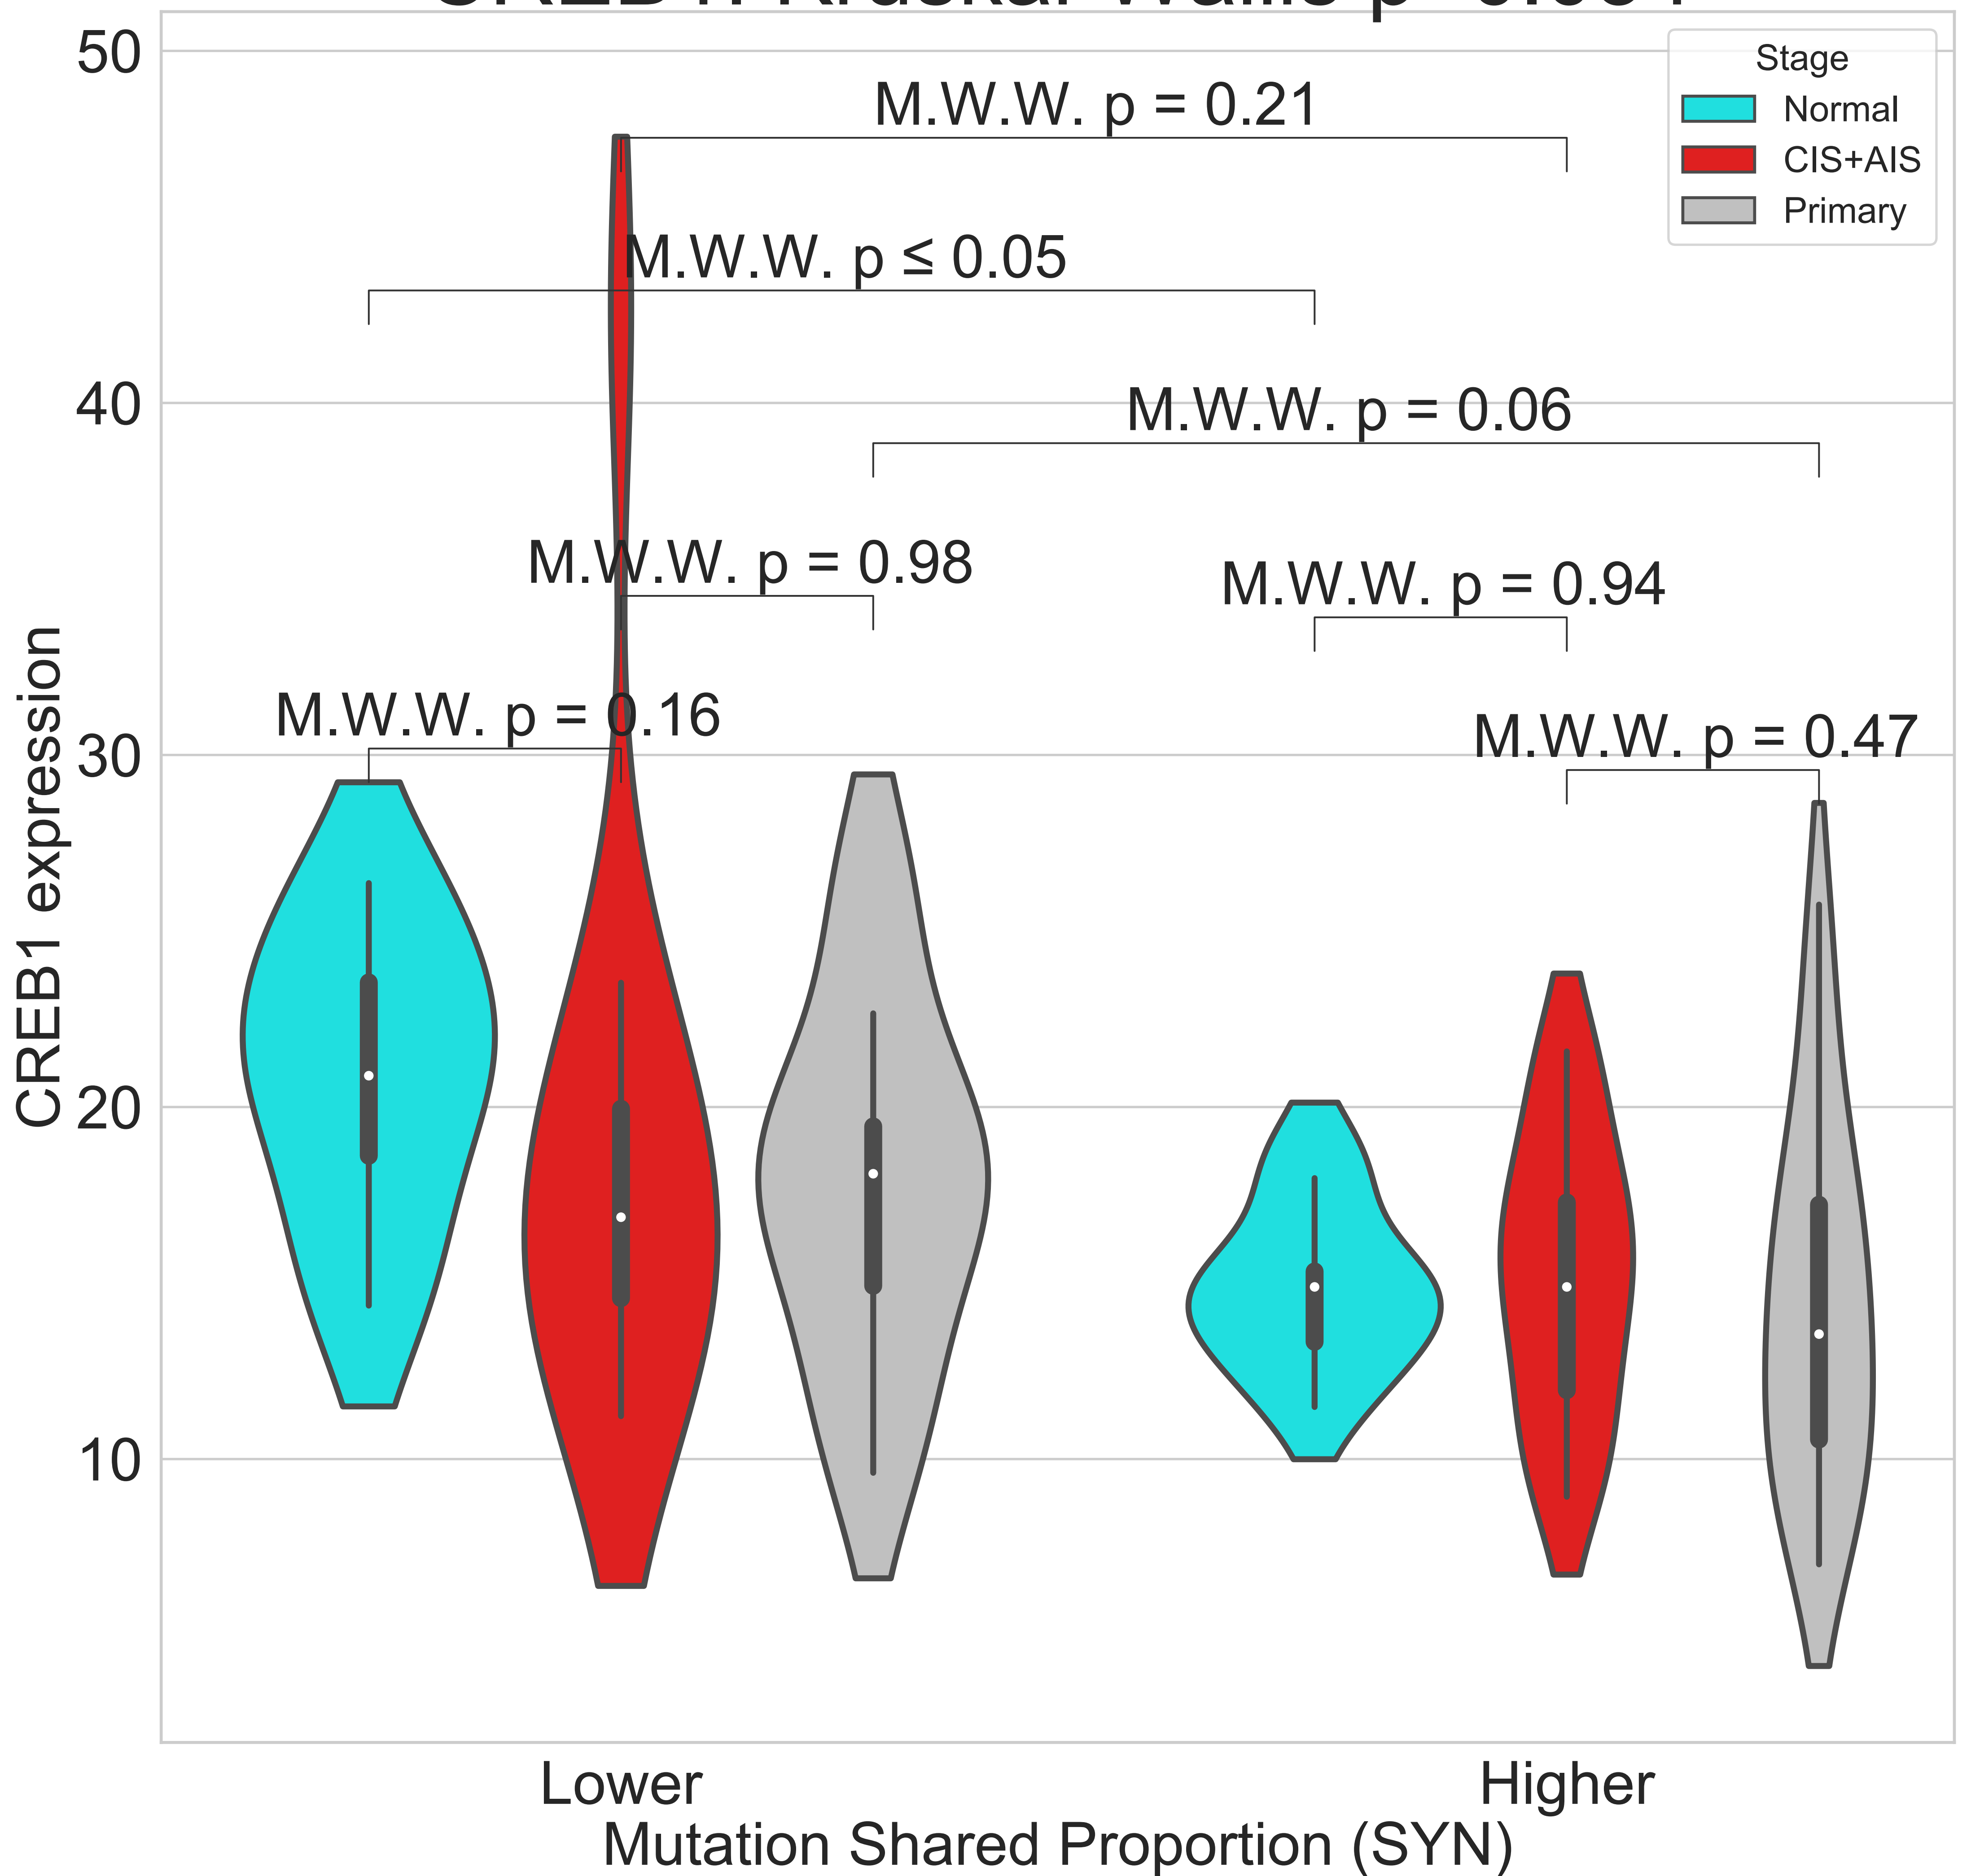 50
40
30
20
10
CREB1 expression
Stage
Normal
CIS+AIS
Primary
M.W.W. p = 0.21
M.W.W. p ≤ 0.05
M.W.W. p = 0.06
M.W.W. p = 0.98
M.W.W. p = 0.94
M.W.W. p = 0.16
M.W.W. p = 0.47
Lower
Higher
Mutation Shared Proportion (SYN)